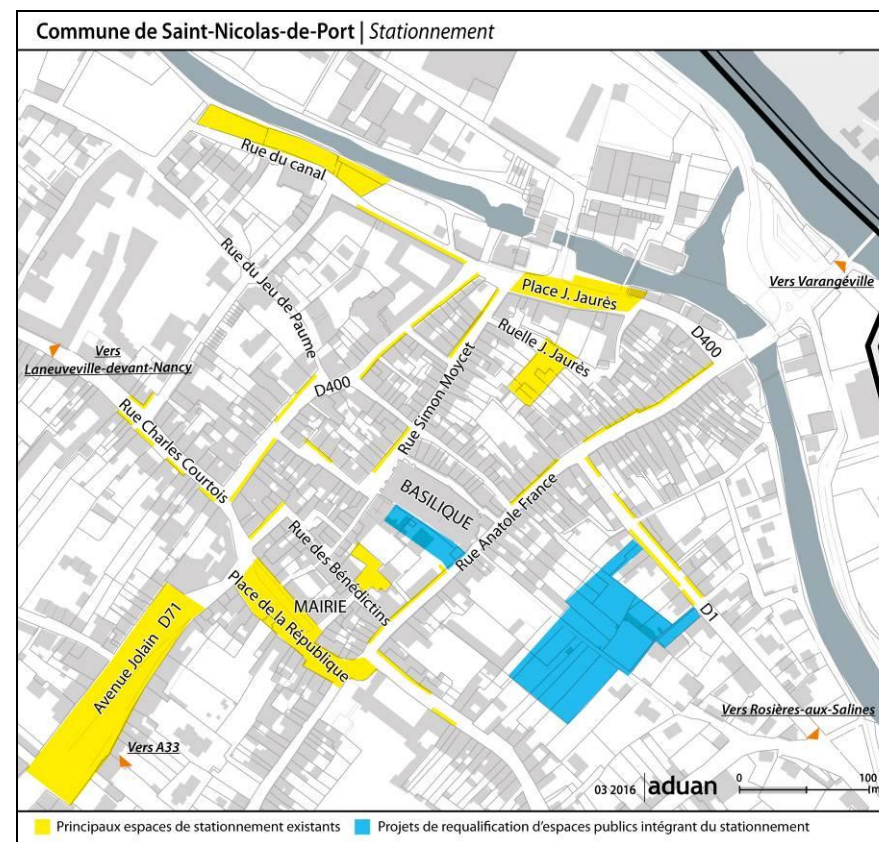 Commune de Saint-Nicolas-de-Port | Stationnement
Rue du canal
Rue du Jeu de Paume
Place J. Jaurès
Vers Varangéville
Ruelle J. Jaurès
D400
Vers
Laneuveville-devant-Nancy
D400
Rue Simon Moycet
Rue Charles Courtois
BASILIQUE
Rue Anatole France
Rue des Bénédictins
MAIRIE
Place de la République
D1
Avenue Jolain D71
Vers Rosières-aux-Salines
Vers A33
03 2016 | aduan
0 100
m
Principaux espaces de stationnement existants
Projets de requalification d'espaces publics intégrant du stationnement